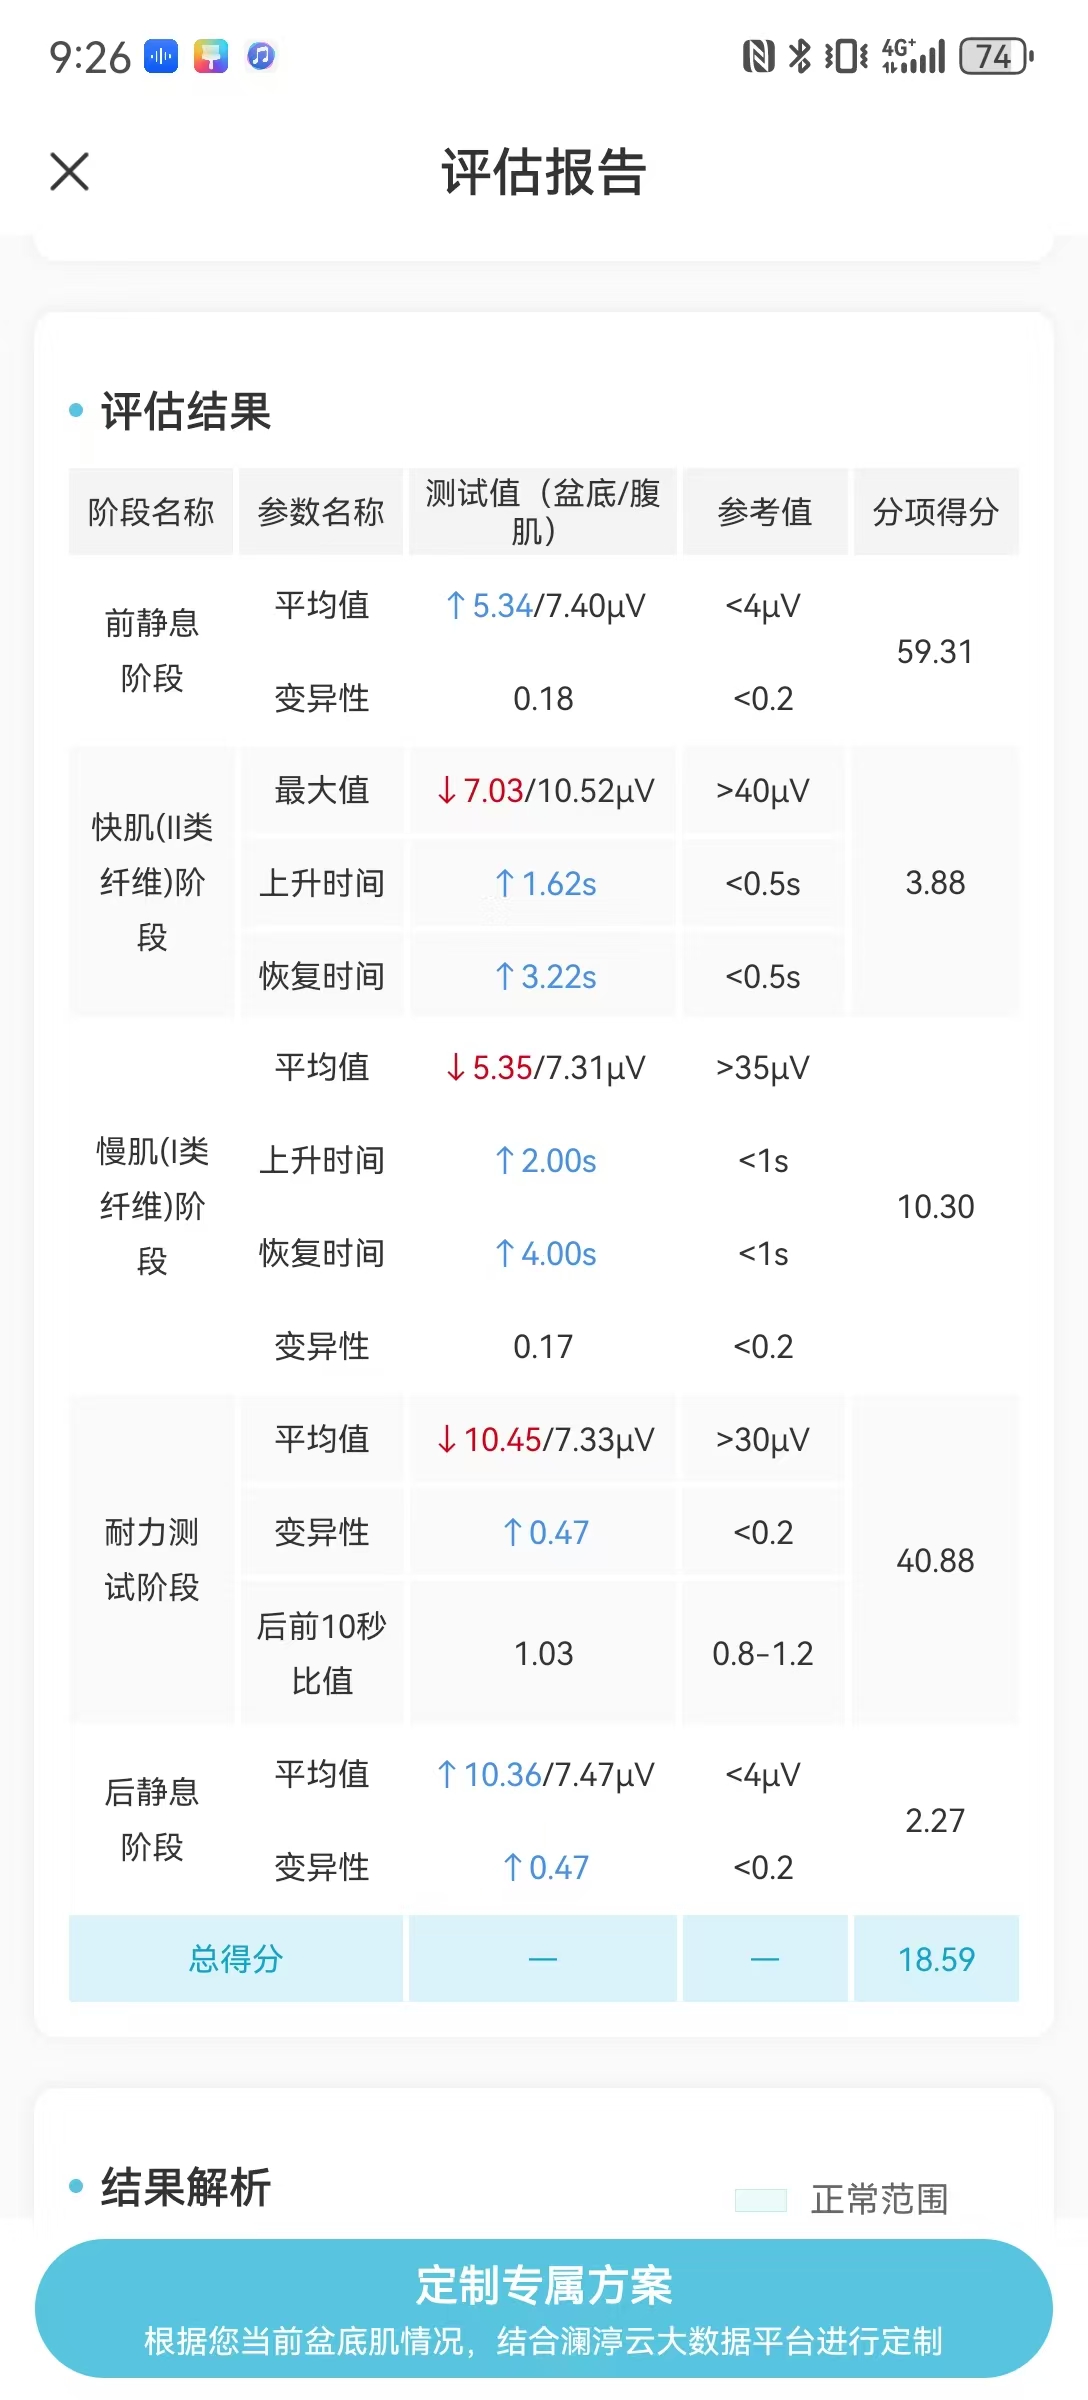 9:26
4G+
74
评估报告
评估结果
阶段名称 参数名称 测试值（盆底/腹肌） 参考值 分项得分
前静息阶段 平均值 ↑5.34/7.40μV <4μV 59.31
变异性 0.18 <0.2
快肌(II类纤维)阶段 最大值 ↓7.03/10.52μV >40μV 3.88
上升时间 ↑1.62s <0.5s
恢复时间 ↑3.22s <0.5s
慢肌(I类纤维)阶段 平均值 ↓5.35/7.31μV >35μV 10.30
上升时间 ↑2.00s <1s
恢复时间 ↑4.00s <1s
变异性 0.17 <0.2
耐力测试阶段 平均值 ↓10.45/7.33μV >30μV 40.88
变异性 ↑0.47 <0.2
后前10秒比值 1.03 0.8-1.2
后静息阶段 平均值 ↑10.36/7.47μV <4μV 2.27
变异性 ↑0.47 <0.2
总得分 — — 18.59
结果解析
正常范围
定制专属方案
根据您当前盆底肌情况，结合澜渟云大数据平台进行定制